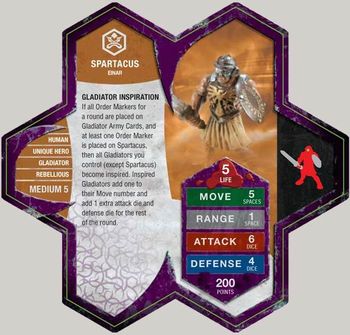 SPARTACUS
EINAR
GLADIATOR INSPIRATION
If all Order Markers for
a round are placed on
Gladiator Army Cards, and
at least one Order Marker
is placed on Spartacus,
then all Gladiators you
control (except Spartacus)
become inspired. Inspired
Gladiators add one to
their Move number and
add 1 extra attack die and
defense die for the rest
of the round.
HUMAN
UNIQUE HERO
GLADIATOR
REBELLIOUS
MEDIUM 5
5
LIFE
MOVE 5
SPACES
RANGE 1
SPACE
ATTACK 6
DICE
DEFENSE 4
DICE
200
POINTS